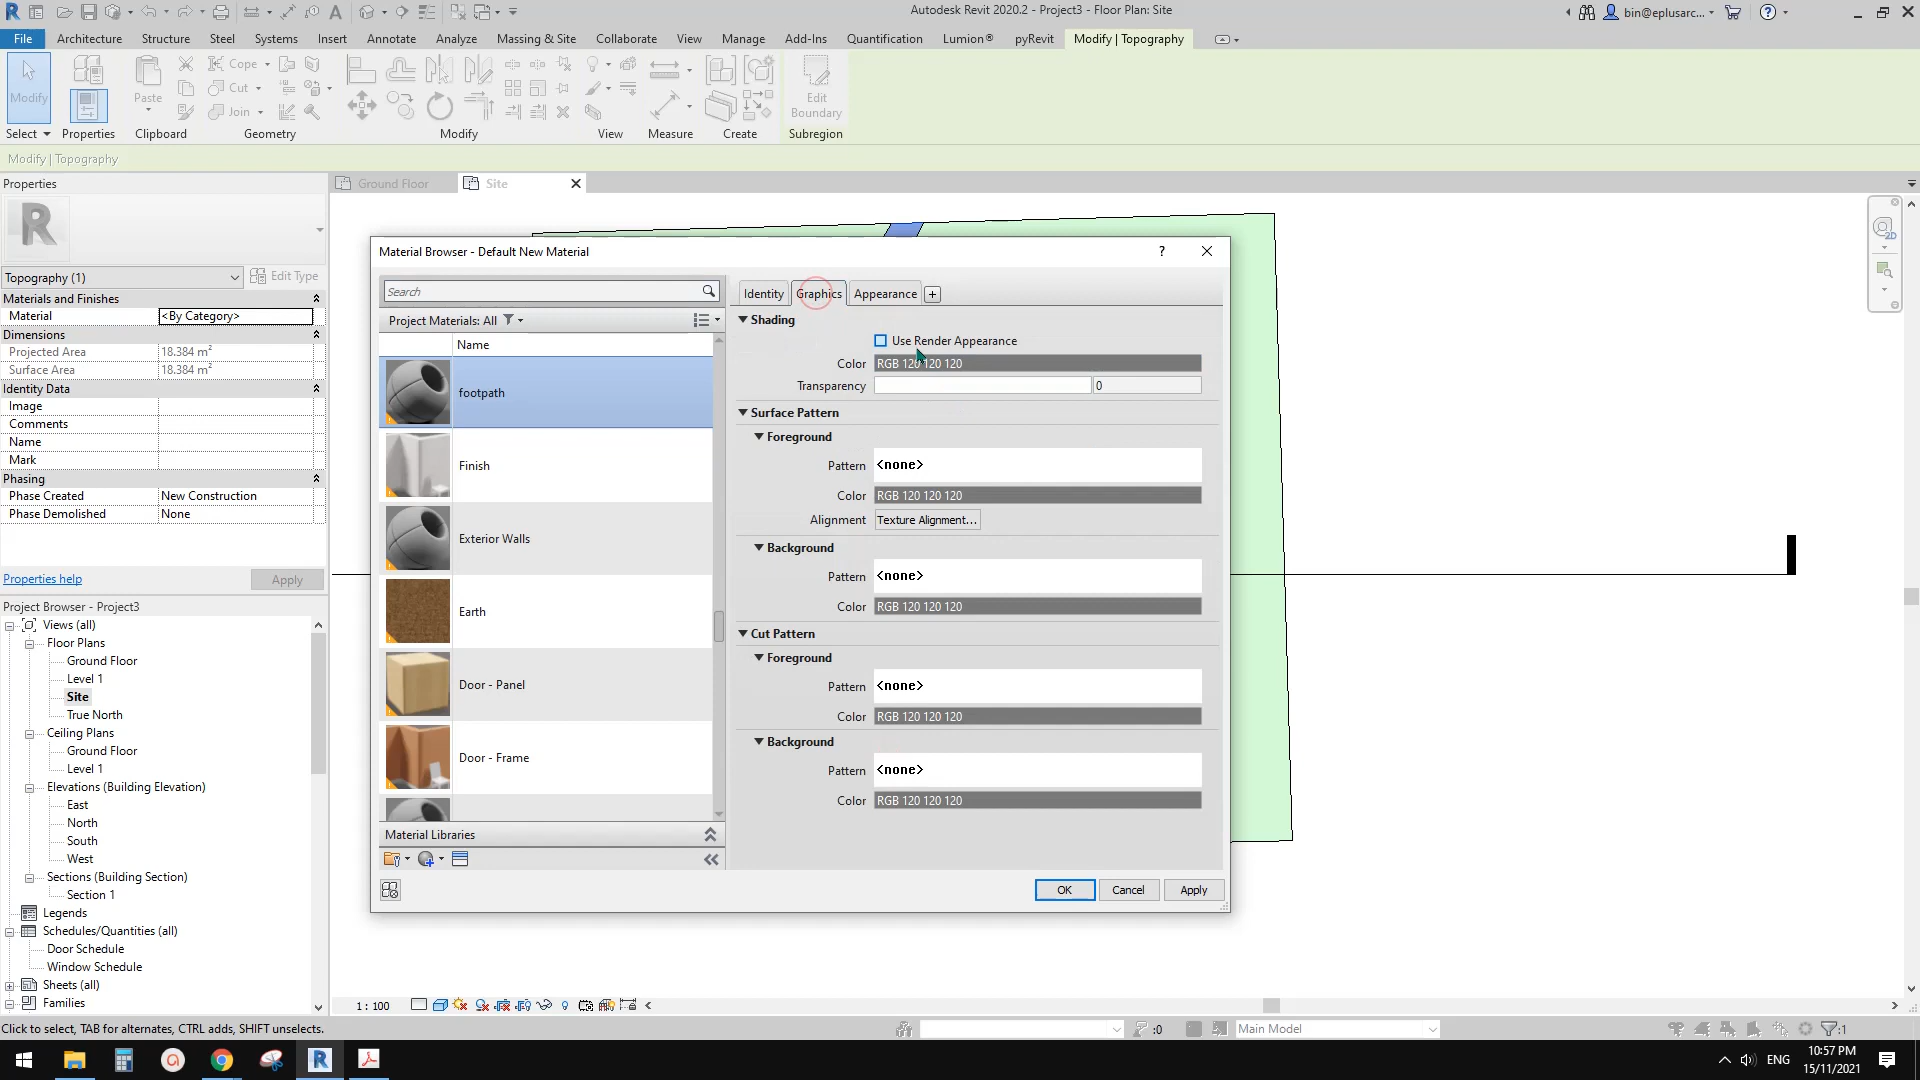 Autodesk Revit 2020.2 - Project3 - Floor Plan: Site
bin@eplusarc...
File Architecture Structure Steel Systems Insert Annotate Analyze Massing & Site Collaborate View Manage Add-Ins Quantification Lumion® pyRevit Modify | Topography
Modify
Paste
Cope
Cut
Join
Edit Boundary
Select Properties Clipboard Geometry Modify View Measure Create Subregion
Modify | Topography
Properties
Ground Floor
Site
Topography (1)
Edit Type
Materials and Finishes
Material <By Category>
Dimensions
Projected Area 18.384 m²
Surface Area 18.384 m²
Identity Data
Image
Comments
Name
Mark
Phasing
Phase Created New Construction
Phase Demolished None
Properties help
Apply
Project Browser - Project3
Views (all)
Floor Plans
Ground Floor
Level 1
Site
True North
Ceiling Plans
Ground Floor
Level 1
Elevations (Building Elevation)
East
North
South
West
Sections (Building Section)
Section 1
Legends
Schedules/Quantities (all)
Door Schedule
Window Schedule
Sheets (all)
Families
Material Browser - Default New Material
?
Search
Project Materials: All
Name
footpath
Finish
Exterior Walls
Earth
Door - Panel
Door - Frame
Material Libraries
Identity Graphics Appearance
Shading
Use Render Appearance
Color RGB 120 120 120
Transparency 0
Surface Pattern
Foreground
Pattern <none>
Color RGB 120 120 120
Alignment Texture Alignment...
Background
Pattern <none>
Color RGB 120 120 120
Cut Pattern
Foreground
Pattern <none>
Color RGB 120 120 120
Background
Pattern <none>
Color RGB 120 120 120
OK Cancel Apply
1 : 100
Click to select, TAB for alternates, CTRL adds, SHIFT unselects.
:0
Main Model
:1
ENG
10:57 PM
15/11/2021